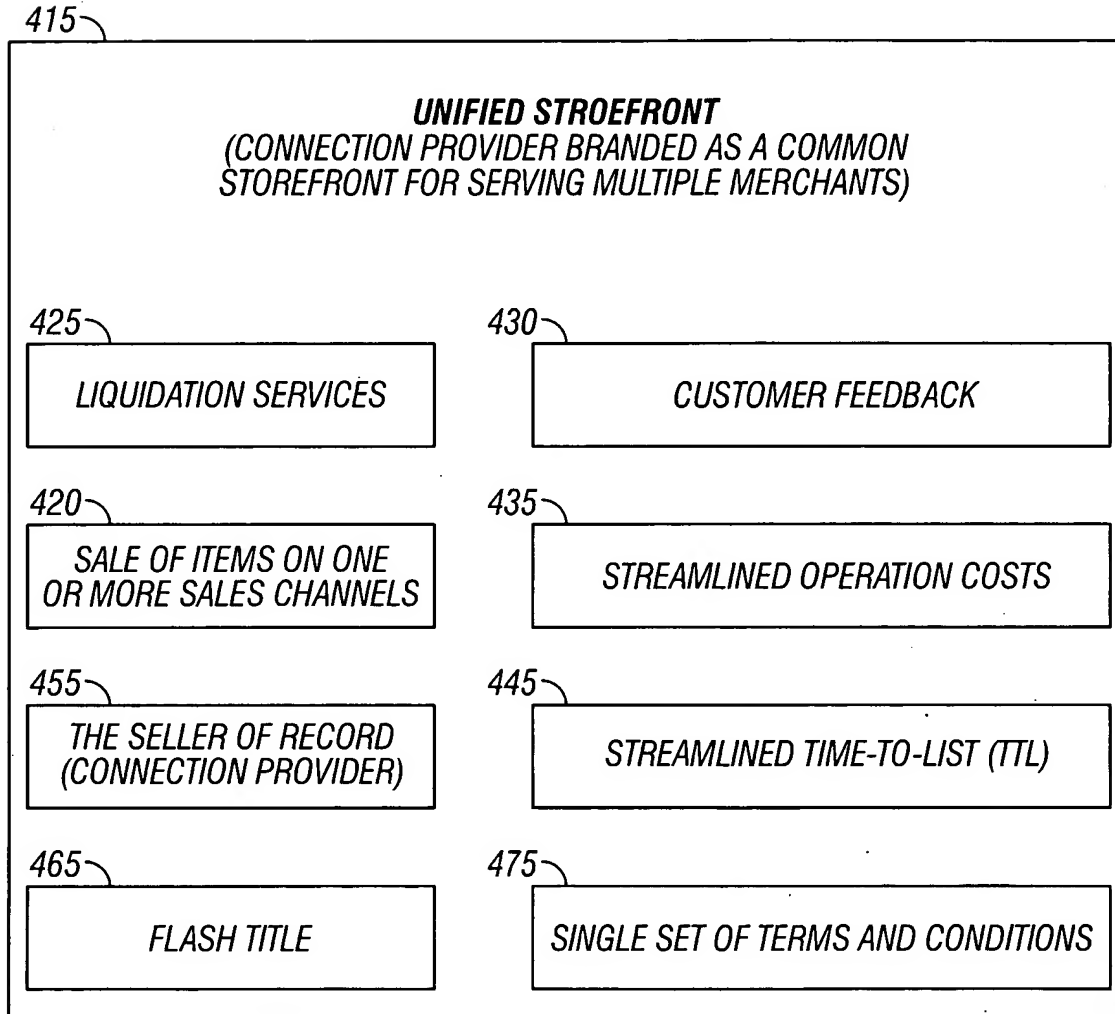 415
UNIFIED STROEFRONT
(CONNECTION PROVIDER BRANDED AS A COMMON
STOREFRONT FOR SERVING MULTIPLE MERCHANTS)
425
LIQUIDATION SERVICES
430
CUSTOMER FEEDBACK
420
SALE OF ITEMS ON ONE
OR MORE SALES CHANNELS
435
STREAMLINED OPERATION COSTS
455
THE SELLER OF RECORD
(CONNECTION PROVIDER)
445
STREAMLINED TIME-TO-LIST (TTL)
465
FLASH TITLE
475
SINGLE SET OF TERMS AND CONDITIONS